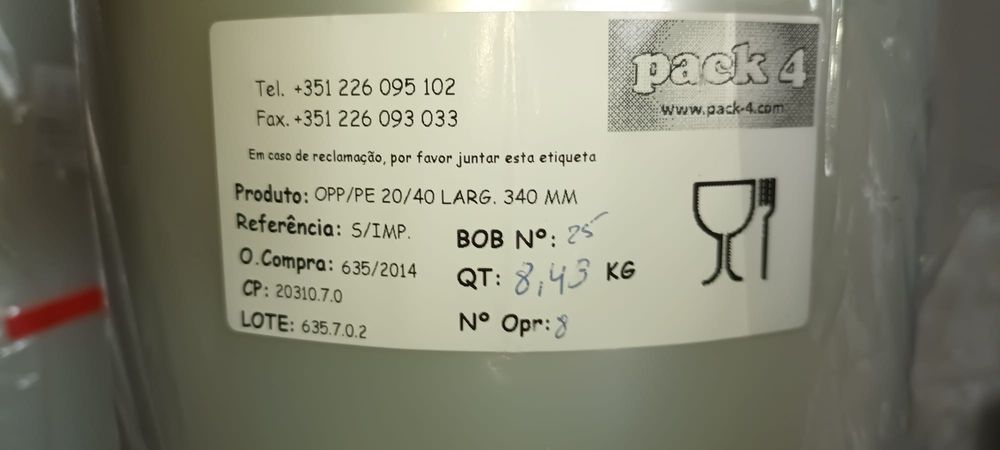 pack 4
www.pack-4.com
Tel. +351 226 095 102
Fax. +351 226 093 033
Em caso de reclamação, por favor juntar esta etiqueta
Produto: OPP/PE 20/40 LARG. 340 MM
Referência: S/IMP.
O.Compra: 635/2014
CP: 20310.7.0
LOTE: 635.7.0.2
BOB Nº: 25
QT: 8,43 KG
Nº Opr: 8